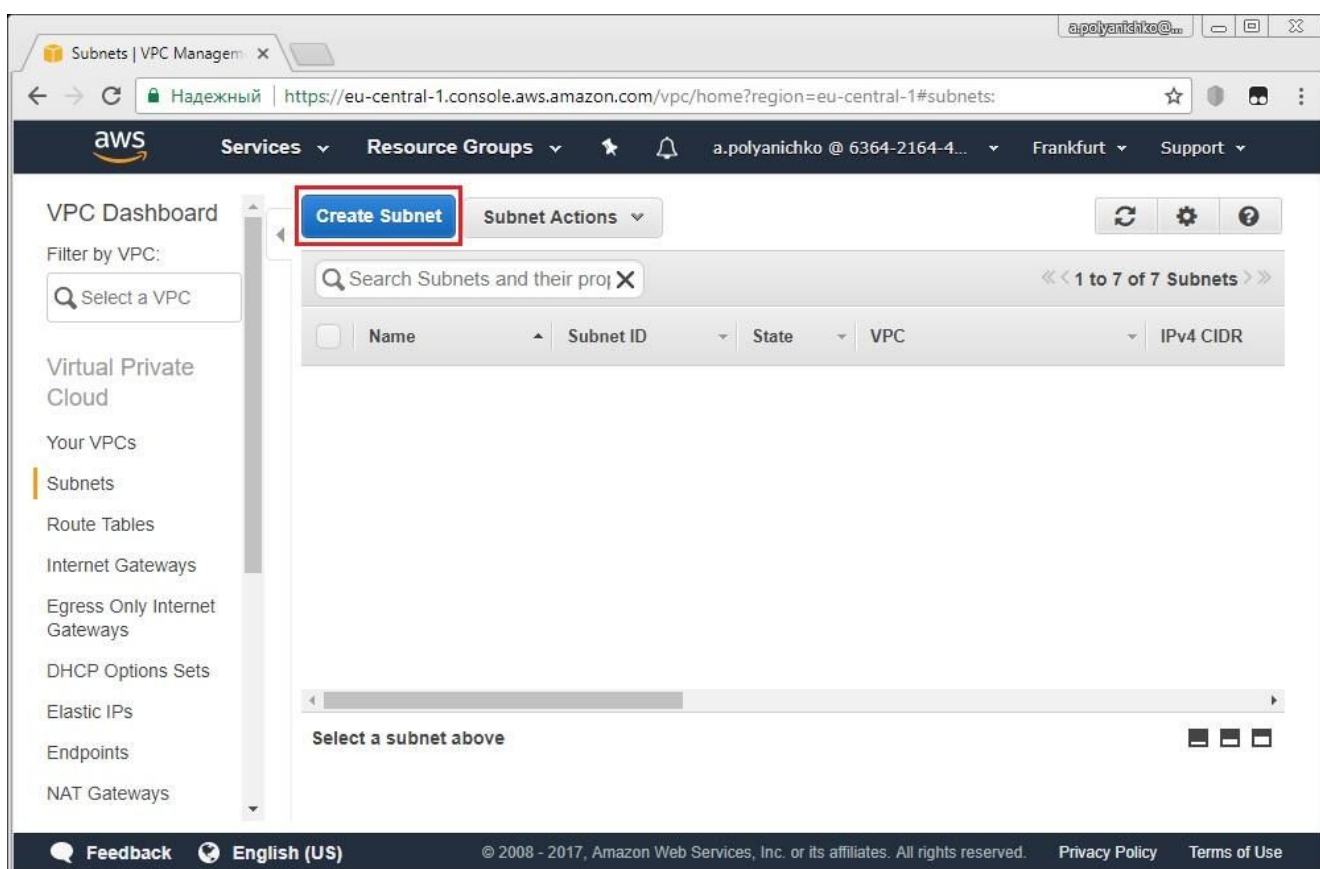 a.polyanichko@...
Subnets | VPC Managem
Надежный | https://eu-central-1.console.aws.amazon.com/vpc/home?region=eu-central-1#subnets:
aws Services Resource Groups a.polyanichko @ 6364-2164-4... Frankfurt Support
VPC Dashboard
Filter by VPC:
Select a VPC
Virtual Private
Cloud
Your VPCs
Subnets
Route Tables
Internet Gateways
Egress Only Internet
Gateways
DHCP Options Sets
Elastic IPs
Endpoints
NAT Gateways
Create Subnet Subnet Actions
Search Subnets and their prop
1 to 7 of 7 Subnets
Name Subnet ID State VPC IPv4 CIDR
Select a subnet above
Feedback English (US) © 2008 - 2017, Amazon Web Services, Inc. or its affiliates. All rights reserved. Privacy Policy Terms of Use